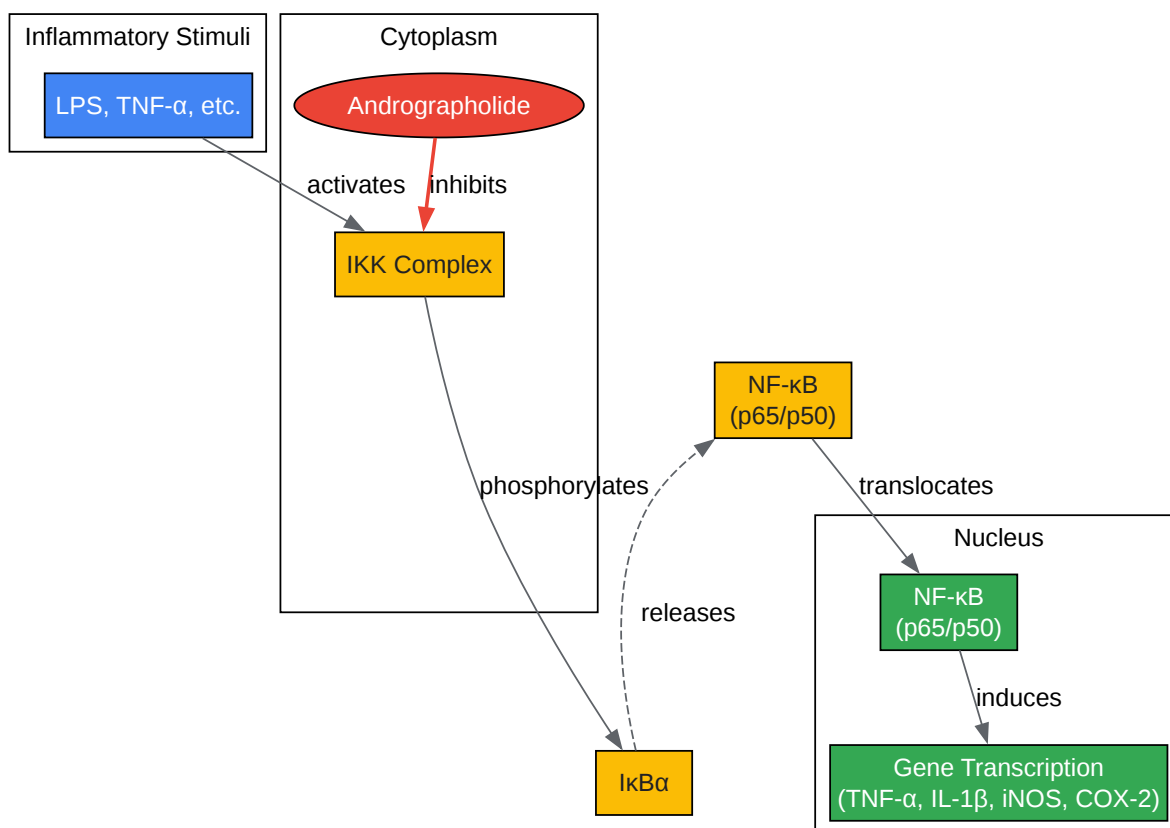 Inflammatory Stimuli
LPS, TNF-α, etc.
Cytoplasm
Andrographolide
activates
inhibits
IKK Complex
phosphorylates
NF-κB
(p65/p50)
translocates
releases
IκBα
Nucleus
NF-κB
(p65/p50)
induces
Gene Transcription
(TNF-α, IL-1β, iNOS, COX-2)